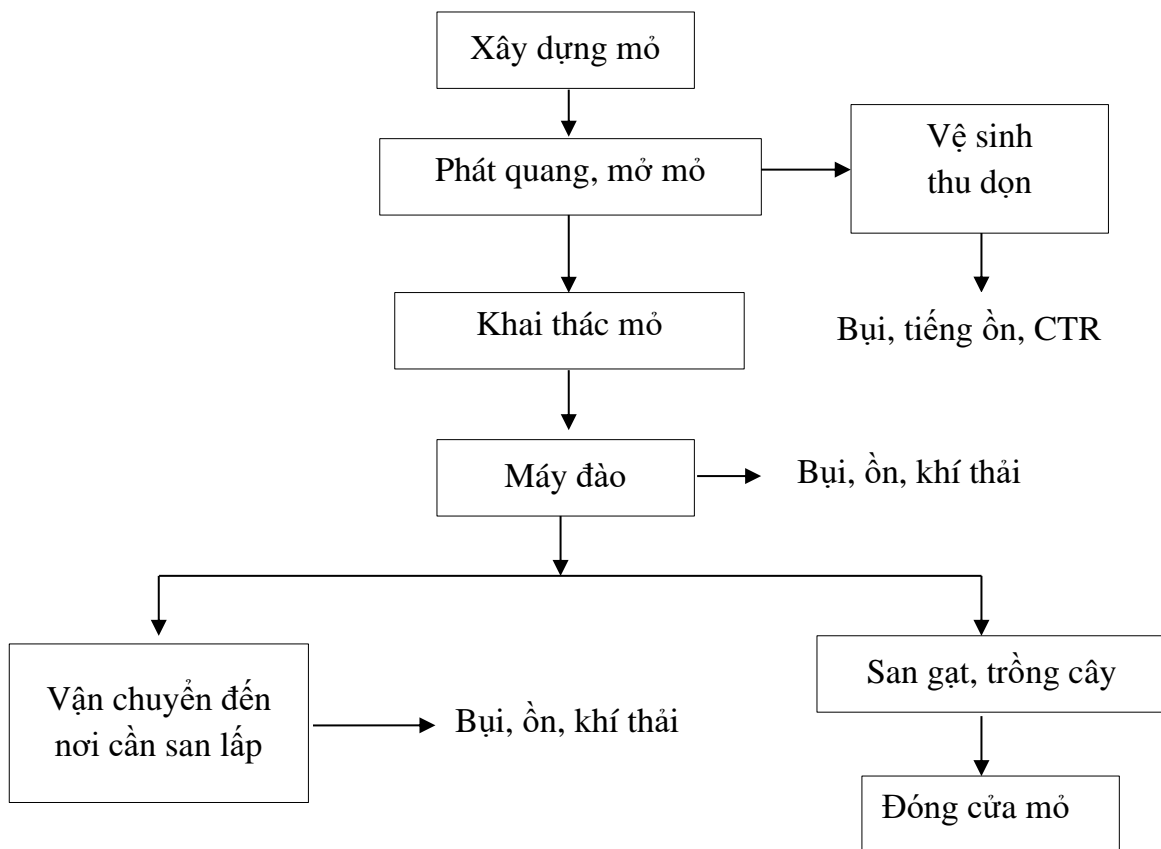 Xây dựng mỏ
Phát quang, mở mỏ
Vệ sinh
thu dọn
Khai thác mỏ
Bụi, tiếng ồn, CTR
Máy đào
Bụi, ồn, khí thải
Vận chuyển đến
nơi cần san lấp
Bụi, ồn, khí thải
San gạt, trồng cây
Đóng cửa mỏ